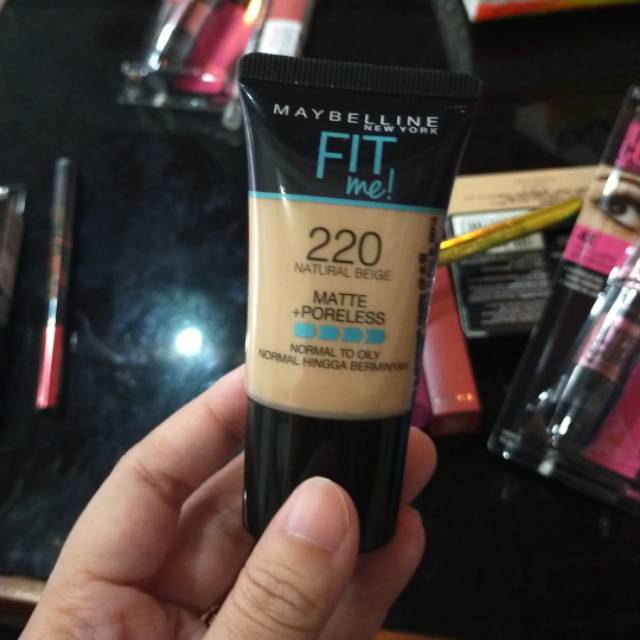 MAYBELLINE
NEW YORK
FIT
me!
220
NATURAL BEIGE
MATTE
+PORELESS
NORMAL TO OILY
NORMAL HINGGA BERMINYAK